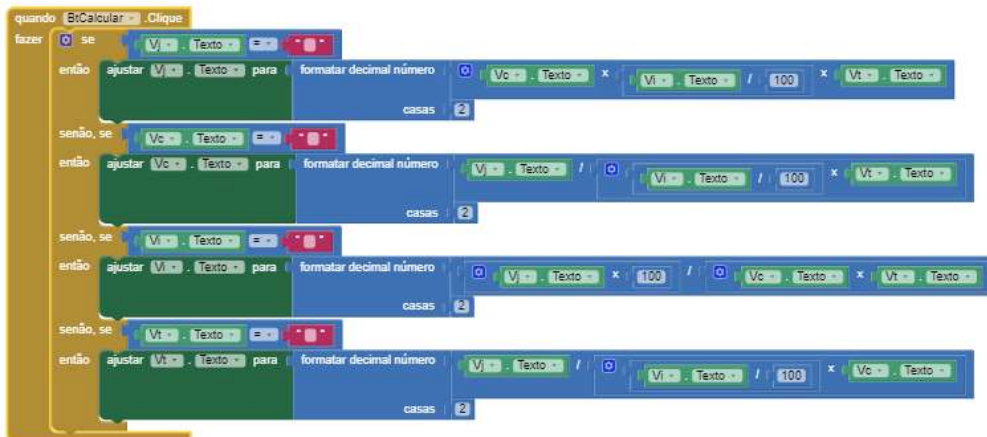 quando BtCalcular .Clique
fazer se Vj . Texto = " "
então ajustar Vj . Texto para formatar decimal número Vc . Texto x Vi . Texto / 100 x Vt . Texto
casas 2
senão, se Vc . Texto = " "
então ajustar Vc . Texto para formatar decimal número Vj . Texto / Vi . Texto / 100 x Vt . Texto
casas 2
senão, se Vi . Texto = " "
então ajustar Vi . Texto para formatar decimal número Vj . Texto x 100 / Vc . Texto x Vt . Texto
casas 2
senão, se Vt . Texto = " "
então ajustar Vt . Texto para formatar decimal número Vj . Texto / Vi . Texto / 100 x Vc . Texto
casas 2